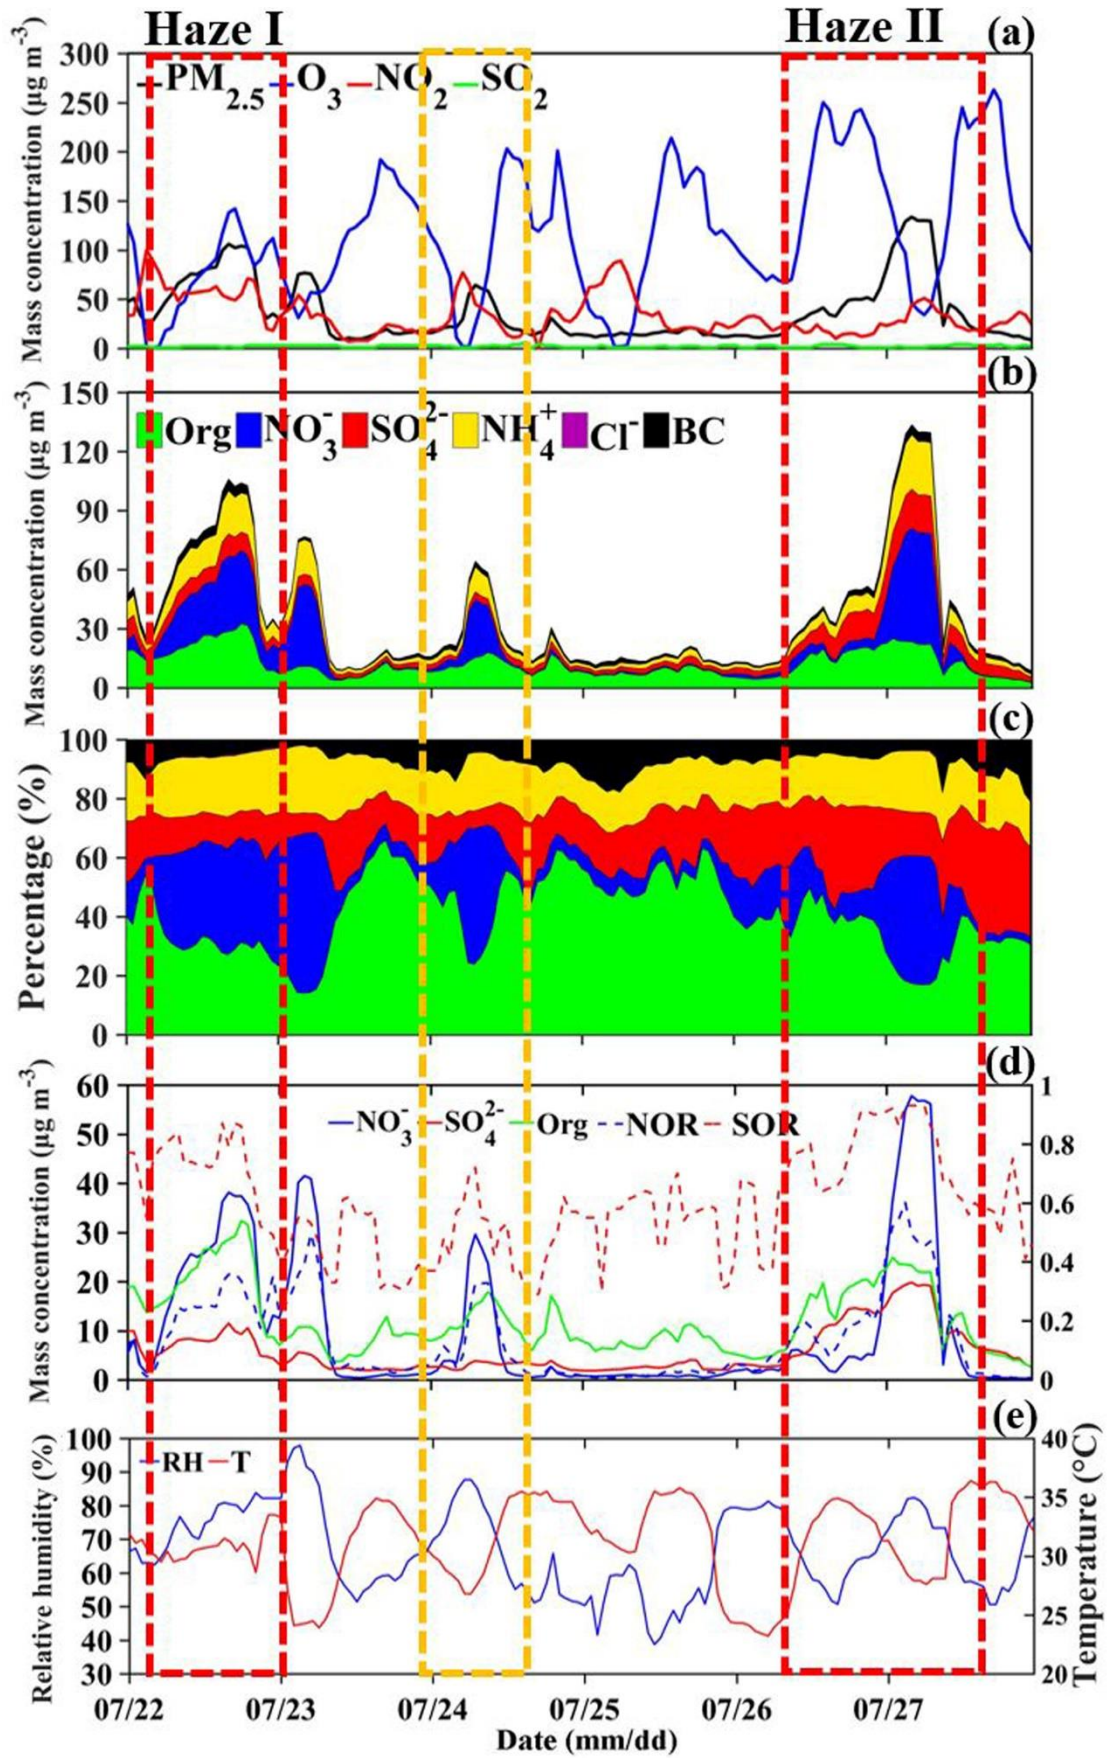 Haze I
Haze II
(a)
Mass concentration (μg m⁻³)
300
250
200
150
100
50
0
PM₂.₅ O₃ NO₂ SO₂
(b)
Mass concentration (μg m⁻³)
150
120
90
60
30
0
Org NO₃⁻ SO₄²⁻ NH₄⁺ Cl⁻ BC
(c)
Percentage (%)
100
80
60
40
20
0
(d)
Mass concentration (μg m⁻³)
60
50
40
30
20
10
0
NO₃⁻ SO₄²⁻ Org NOR SOR
1
0.8
0.6
0.4
0.2
0
(e)
Relative humidity (%)
100
90
80
70
60
50
40
30
RH T
40
35
30
25
20
Temperature (°C)
07/22 07/23 07/24 07/25 07/26 07/27
Date (mm/dd)